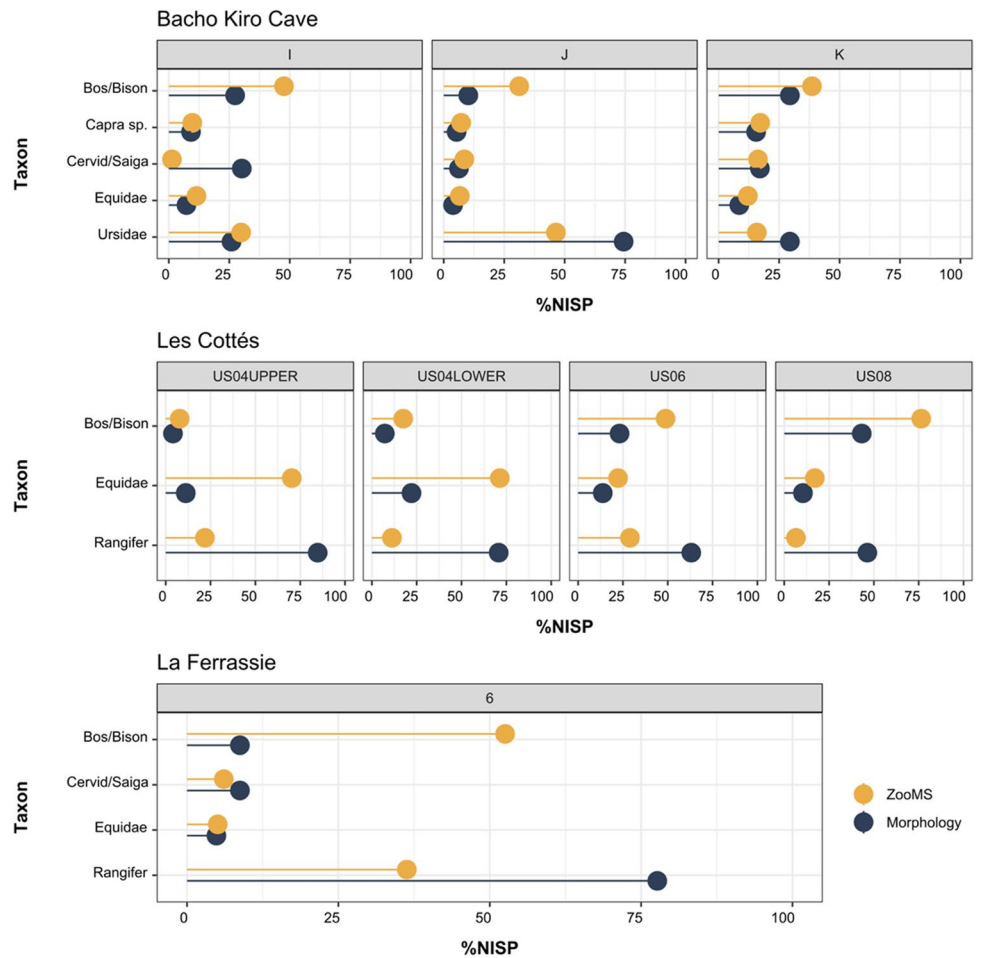 Bacho Kiro Cave
I J K
Taxon
Bos/Bison
Capra sp.
Cervid/Saiga
Equidae
Ursidae
0 25 50 75 100 0 25 50 75 100 0 25 50 75 100
%NISP
Les Cottés
US04UPPER US04LOWER US06 US08
Taxon
Bos/Bison
Equidae
Rangifer
0 25 50 75 100 0 25 50 75 100 0 25 50 75 100 0 25 50 75 100
%NISP
La Ferrassie
6
Taxon
Bos/Bison
Cervid/Saiga
Equidae
Rangifer
0 25 50 75 100
%NISP
ZooMS
Morphology